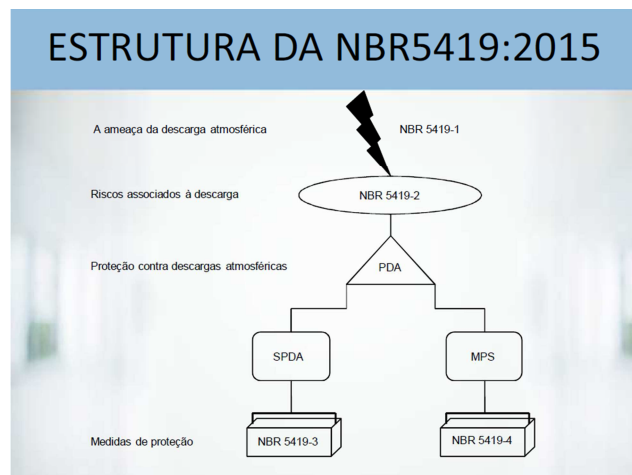 ESTRUTURA DA NBR5419:2015
A ameaça da descarga atmosférica NBR 5419-1
Riscos associados à descarga NBR 5419-2
Proteção contra descargas atmosféricas PDA
SPDA MPS
Medidas de proteção NBR 5419-3 NBR 5419-4